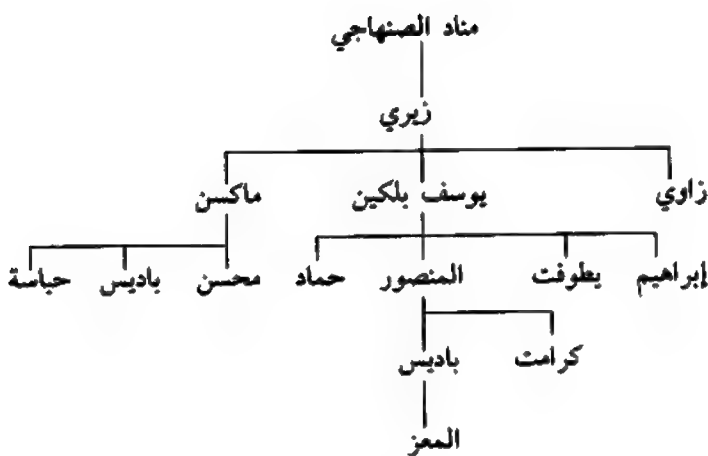 مناد الصنهاجي
زيري
زاوي يوسف بلكين ماكسن
إبراهيم يطوفت المنصور حماد محسن باديس حباسة
كرامت باديس
المعز